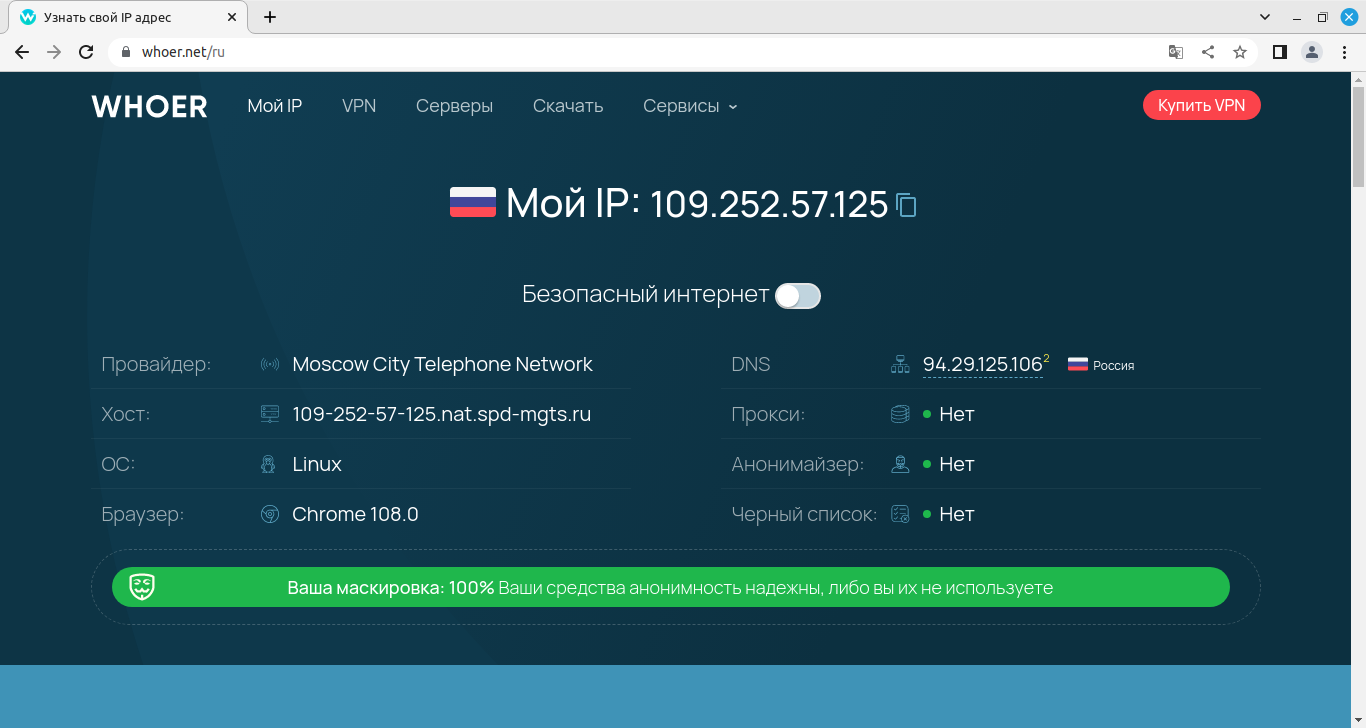 Узнать свой IP адрес
whoer.net/ru
WHOER Мой IP VPN Серверы Скачать Сервисы Купить VPN
Мой IP: 109.252.57.125
Безопасный интернет
Провайдер: Moscow City Telephone Network
DNS 94.29.125.106 2 Россия
Хост: 109-252-57-125.nat.spd-mgts.ru
Прокси: Нет
ОС: Linux
Анонимайзер: Нет
Браузер: Chrome 108.0
Черный список: Нет
Ваша маскировка: 100% Ваши средства анонимность надежны, либо вы их не используете